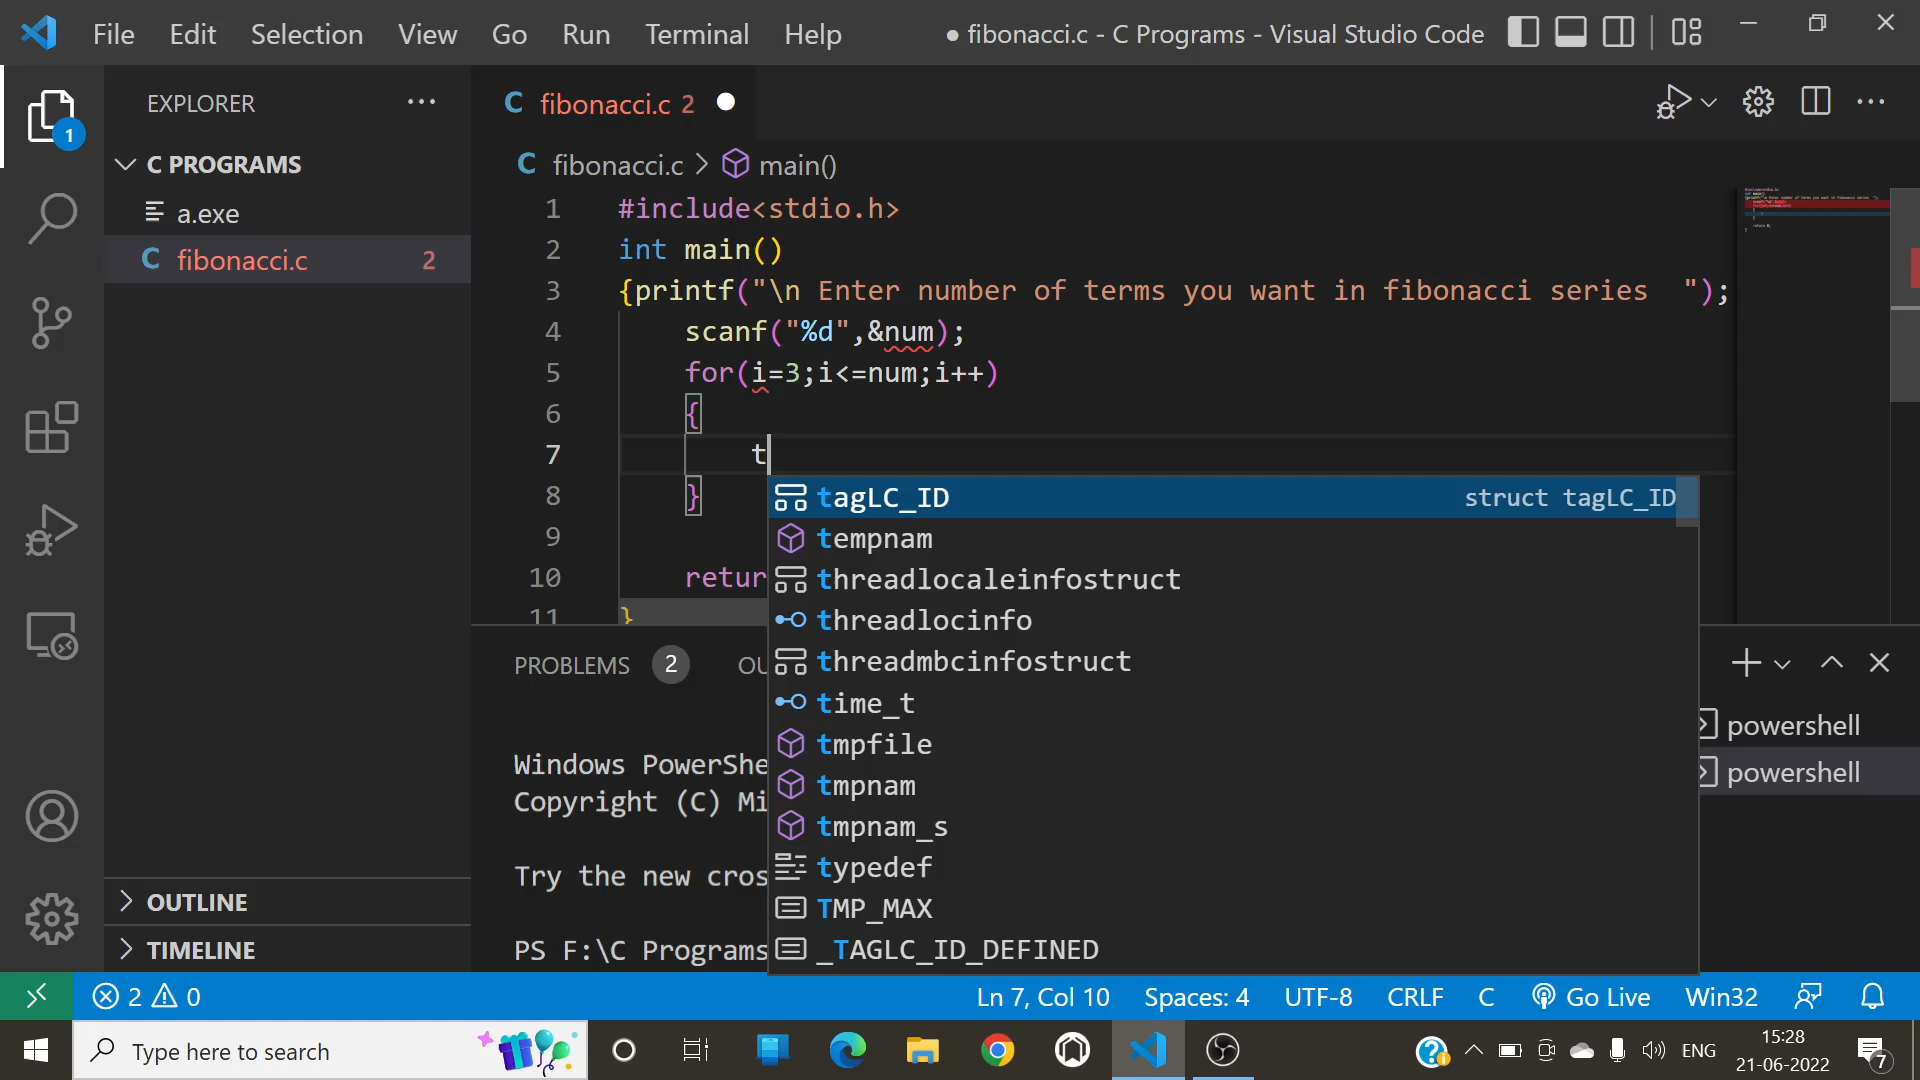 File Edit Selection View Go Run Terminal Help ● fibonacci.c - C Programs - Visual Studio Code
1
EXPLORER ···
C PROGRAMS
a.exe
C fibonacci.c 2
OUTLINE
TIMELINE
C fibonacci.c 2 ●
C fibonacci.c > main()
1 #include<stdio.h>
2 int main()
3 {printf("\n Enter number of terms you want in fibonacci series  ");
4 scanf("%d",&num);
5 for(i=3;i<=num;i++)
6 {
7 t
8 }
9
10 retur
11 }
tagLC_ID struct tagLC_ID
tempnam
threadlocaleinfostruct
threadlocinfo
threadmbcinfostruct
time_t
tmpfile
tmpnam
tmpnam_s
typedef
TMP_MAX
_TAGLC_ID_DEFINED
PROBLEMS 2 OU
Windows PowerShe
Copyright (C) Mi
Try the new cros
PS F:\C Programs
powershell
powershell
2 0 Ln 7, Col 10 Spaces: 4 UTF-8 CRLF C Go Live Win32
Type here to search
ENG
15:28
21-06-2022
7